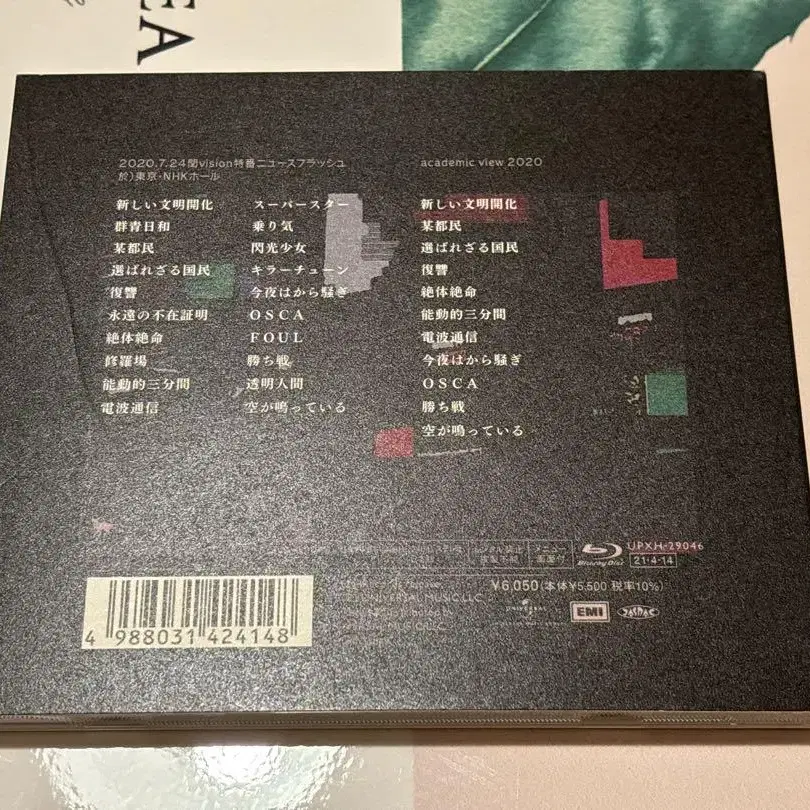 EA
2020.7.24閏vision特番ニュースフラッシュ
於)東京・NHKホール
新しい文明開化
群青日和
某都民
選ばれざる国民
復讐
永遠の不在証明
絶体絶命
修羅場
能動的三分間
電波通信
スーパースター
乗り気
閃光少女
キラーチューン
今夜はから騒ぎ
OSCA
FOUL
勝ち戦
透明人間
空が鳴っている
academic view 2020
新しい文明開化
某都民
選ばれざる国民
復讐
絶体絶命
能動的三分間
電波通信
今夜はから騒ぎ
OSCA
勝ち戦
空が鳴っている
Blu-ray Disc
UPXH-29046
21・4・14
¥6,050(本体¥5,500 税率10%)
UNIVERSAL
EMI
JASRAC
4 988031 424148